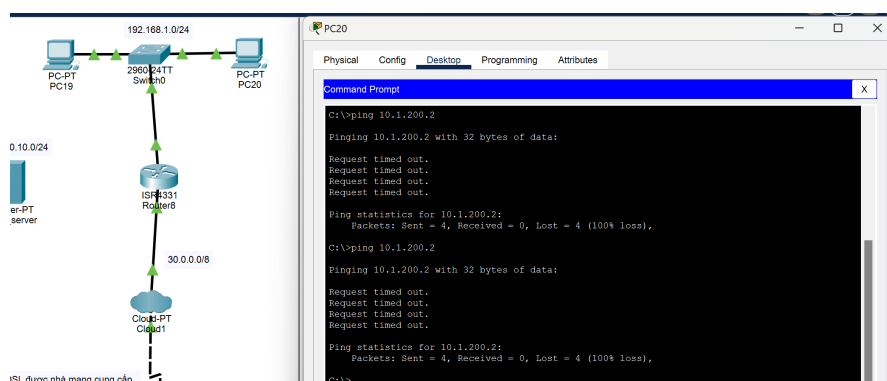 192.168.1.0/24
PC-PT
PC19
2960-24TT
Switch0
PC-PT
PC20
0.10.0/24
er-PT
_server
ISR4331
Router8
30.0.0.0/8
Cloud-PT
Cloud1
được nhà mạng cung cấp
PC20
Physical Config Desktop Programming Attributes
Command Prompt
X
C:\>ping 10.1.200.2
Pinging 10.1.200.2 with 32 bytes of data:
Request timed out.
Request timed out.
Request timed out.
Request timed out.
Ping statistics for 10.1.200.2:
Packets: Sent = 4, Received = 0, Lost = 4 (100% loss),
C:\>ping 10.1.200.2
Pinging 10.1.200.2 with 32 bytes of data:
Request timed out.
Request timed out.
Request timed out.
Request timed out.
Ping statistics for 10.1.200.2:
Packets: Sent = 4, Received = 0, Lost = 4 (100% loss),
C:\>